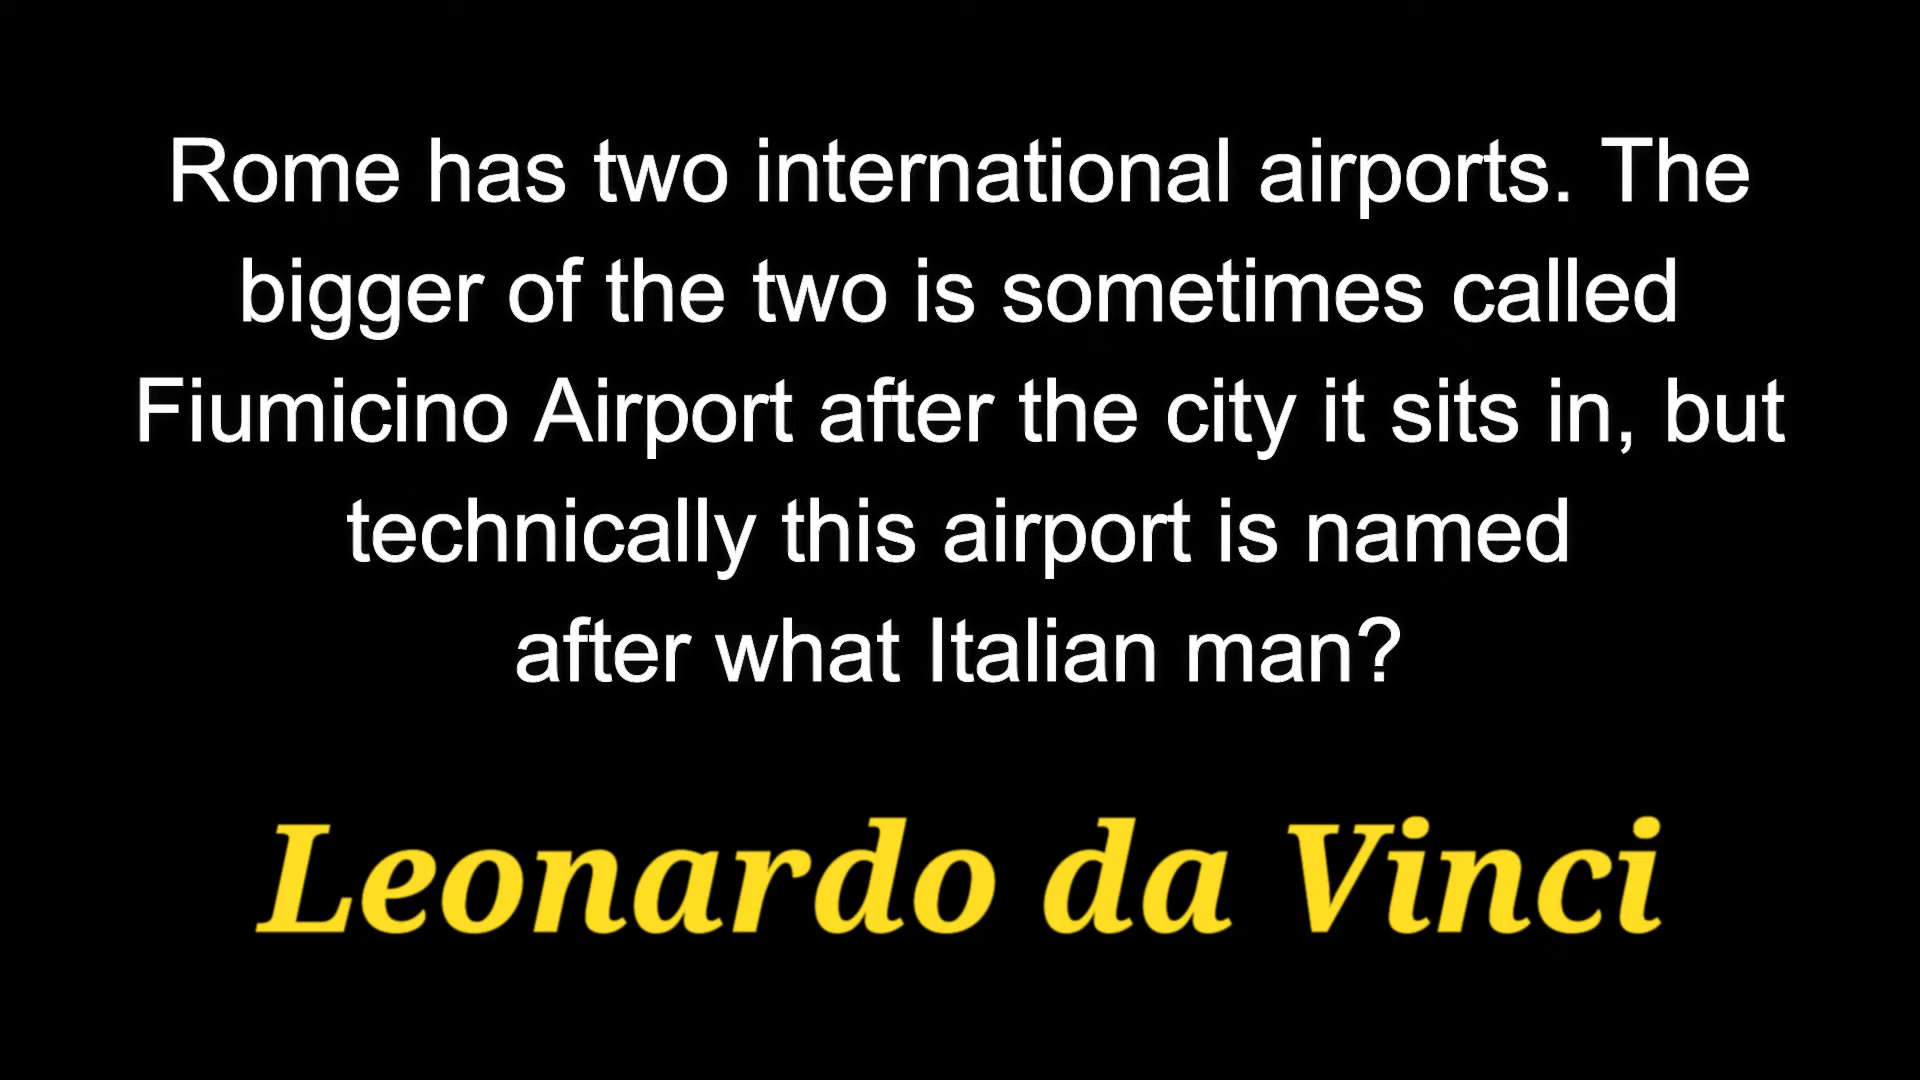 Rome has two international airports. The
bigger of the two is sometimes called
Fiumicino Airport after the city it sits in, but
technically this airport is named
after what Italian man?
Leonardo da Vinci